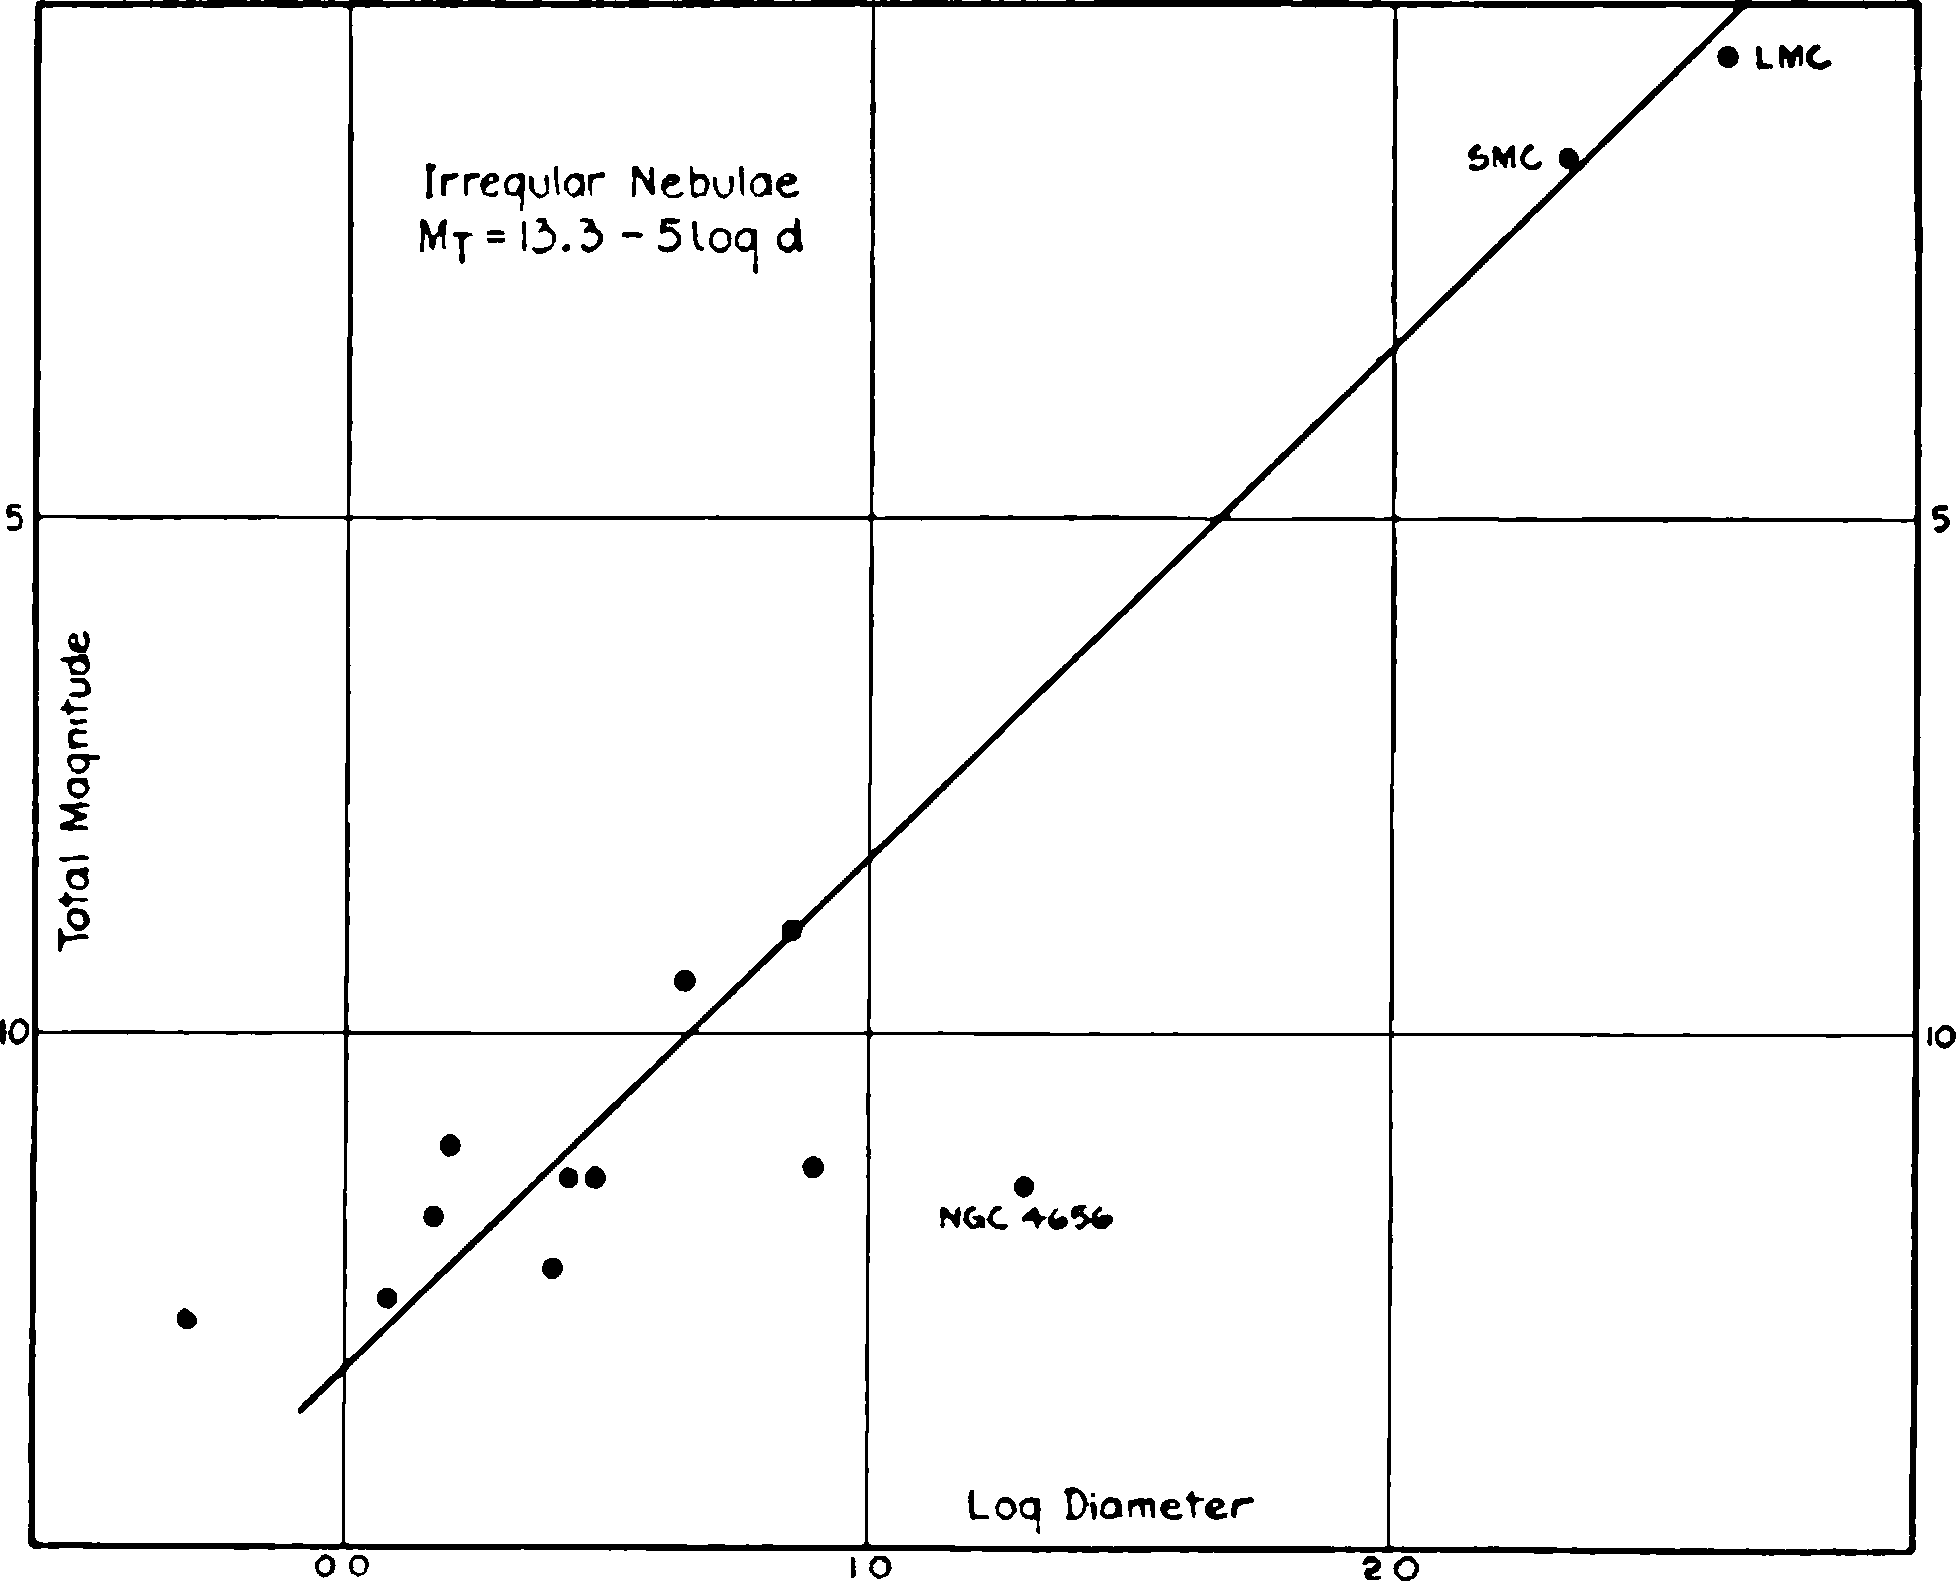 LMC
SMC
Irregular Nebulae
MT = 13.3 - 5 log d
5
5
Total Magnitude
10
10
NGC 4656
Log Diameter
0 0
1 0
2 0